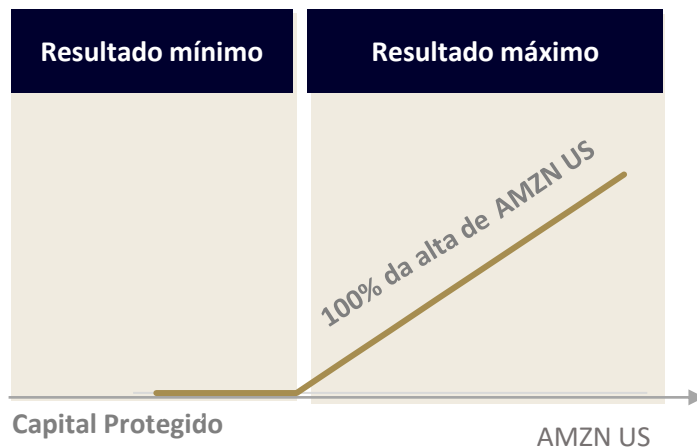 Resultado mínimo
Resultado máximo
100% da alta de AMZN US
Capital Protegido
AMZN US